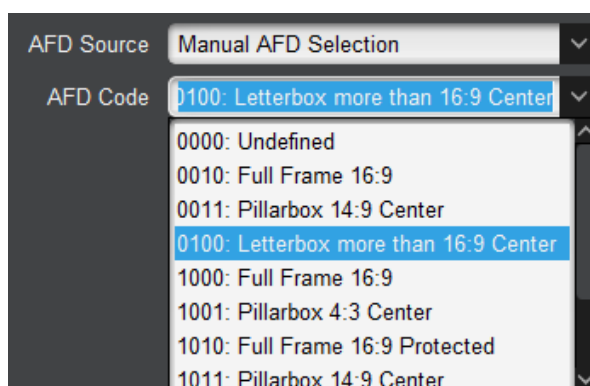 AFD Source Manual AFD Selection
AFD Code 0100: Letterbox more than 16:9 Center
0000: Undefined
0010: Full Frame 16:9
0011: Pillarbox 14:9 Center
0100: Letterbox more than 16:9 Center
1000: Full Frame 16:9
1001: Pillarbox 4:3 Center
1010: Full Frame 16:9 Protected
1011: Pillarbox 14:9 Center